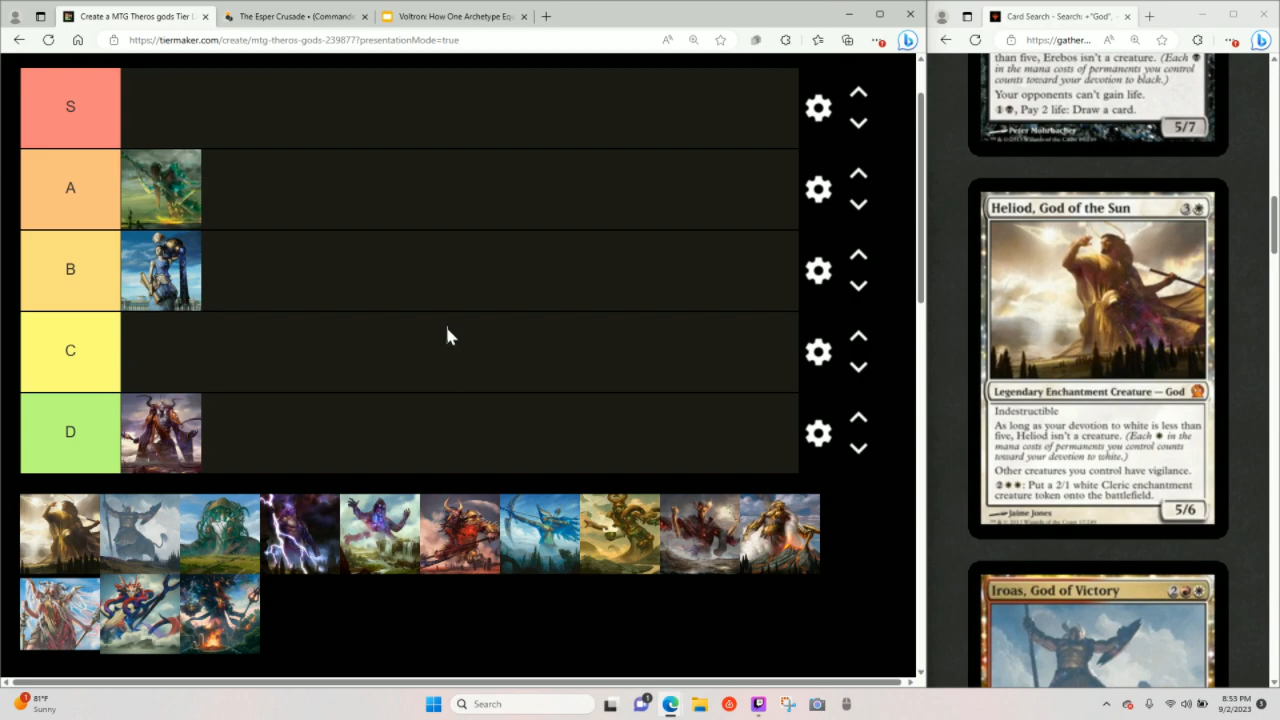 Create a MTG Theros gods Tier L
The Esper Crusade • (Command
Voltron: How One Archetype Equ
https://tiermaker.com/create/mtg-theros-gods-239877?presentationMode=true
S
A
B
C
D
81°F
Sunny
Search
Card Search - Search: +"God",
https://gather...
than five, Erebos isn't a creature. (Each
in the mana costs of permanents you control
counts toward your devotion to black.)
Your opponents can't gain life.
Pay 2 life: Draw a card.
Peter Mohrbacher
5/7
Heliod, God of the Sun
3
Legendary Enchantment Creature — God
Indestructible
As long as your devotion to white is less than
five, Heliod isn't a creature. (Each in the
mana costs of permanents you control counts
toward your devotion to white.)
Other creatures you control have vigilance.
2 : Put a 2/1 white Cleric enchantment
creature token onto the battlefield.
Jaime Jones
5/6
Iroas, God of Victory
2
8:53 PM
9/2/2023